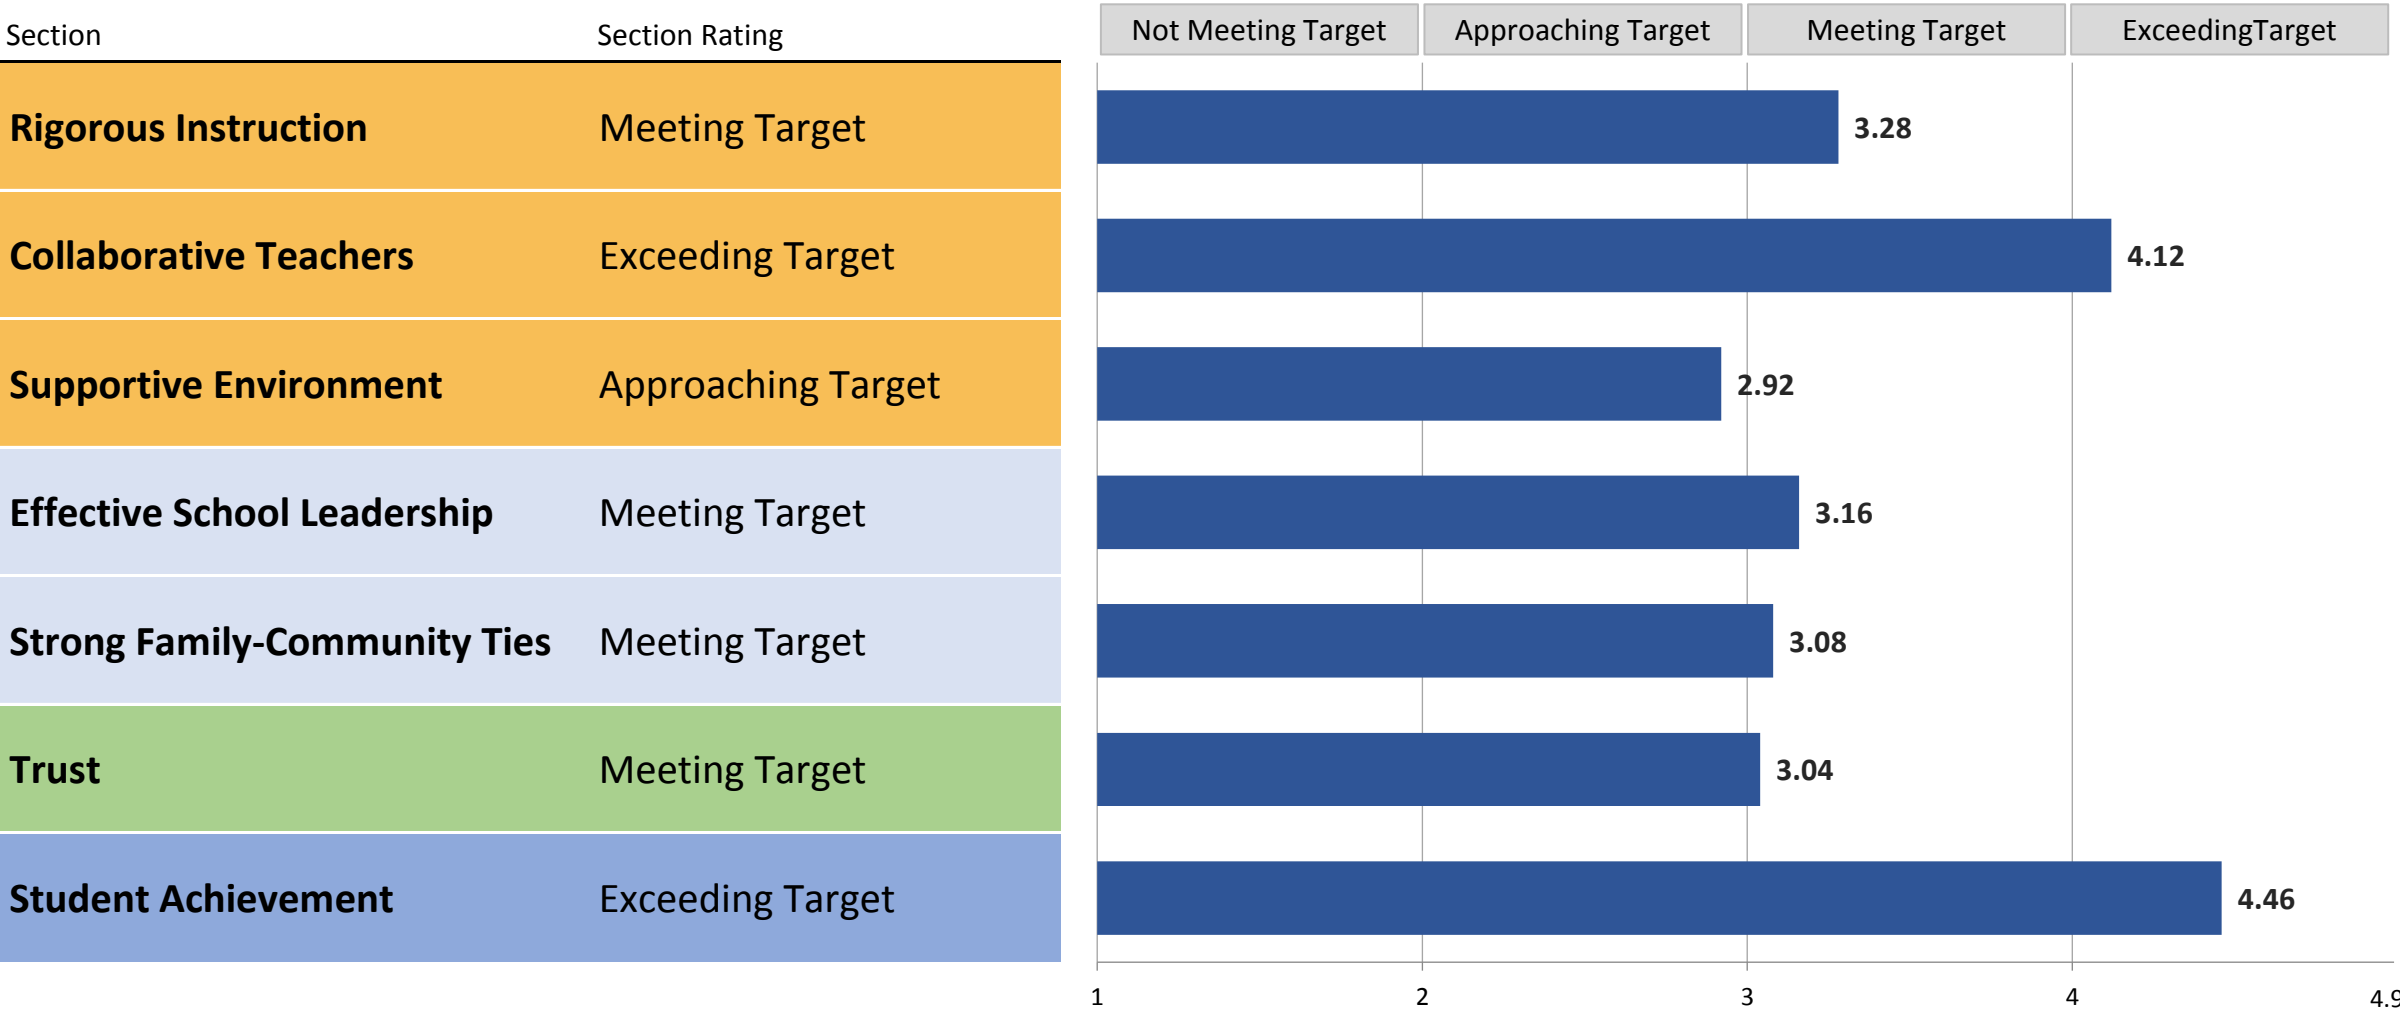 Section Section Rating Not Meeting Target Approaching Target Meeting Target ExceedingTarget
Rigorous Instruction Meeting Target 3.28
Collaborative Teachers Exceeding Target 4.12
Supportive Environment Approaching Target 2.92
Effective School Leadership Meeting Target 3.16
Strong Family-Community Ties Meeting Target 3.08
Trust Meeting Target 3.04
Student Achievement Exceeding Target 4.46
1 2 3 4 4.9